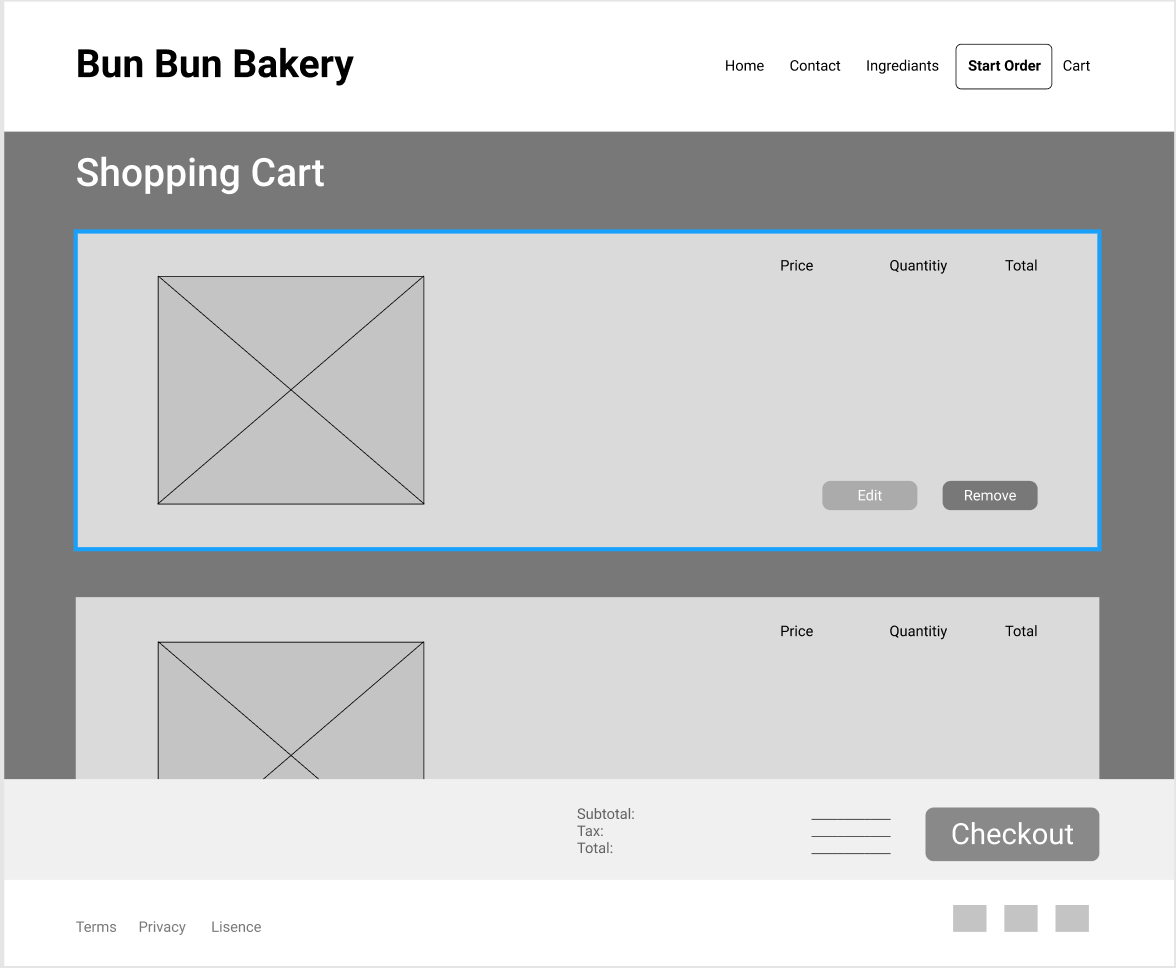 Bun Bun Bakery
Home Contact Ingrediants Start Order Cart
Shopping Cart
Price Quantitiy Total
Edit Remove
Price Quantitiy Total
Subtotal:
Tax:
Total:
Checkout
Terms Privacy Lisence